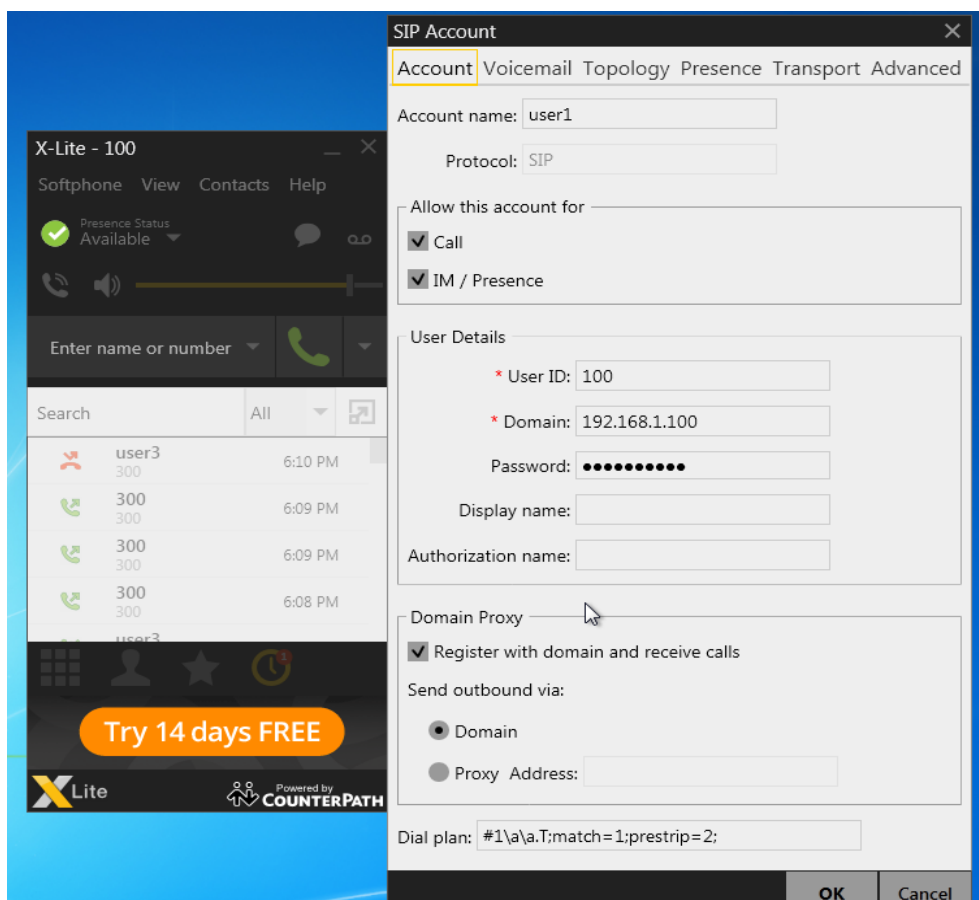 SIP Account
Account Voicemail Topology Presence Transport Advanced
Account name: user1
Protocol: SIP
Allow this account for
Call
IM / Presence
User Details
* User ID: 100
* Domain: 192.168.1.100
Password: ●●●●●●●●●●
Display name:
Authorization name:
Domain Proxy
Register with domain and receive calls
Send outbound via:
Domain
Proxy Address:
Dial plan: #1\a\a.T;match=1;prestrip=2;
OK Cancel
X-Lite - 100
Softphone View Contacts Help
Presence Status
Available
Enter name or number
Search All
user3
300 6:10 PM
300
300 6:09 PM
300
300 6:09 PM
300
300 6:08 PM
user3
1
Try 14 days FREE
X Lite
Powered by
COUNTERPATH